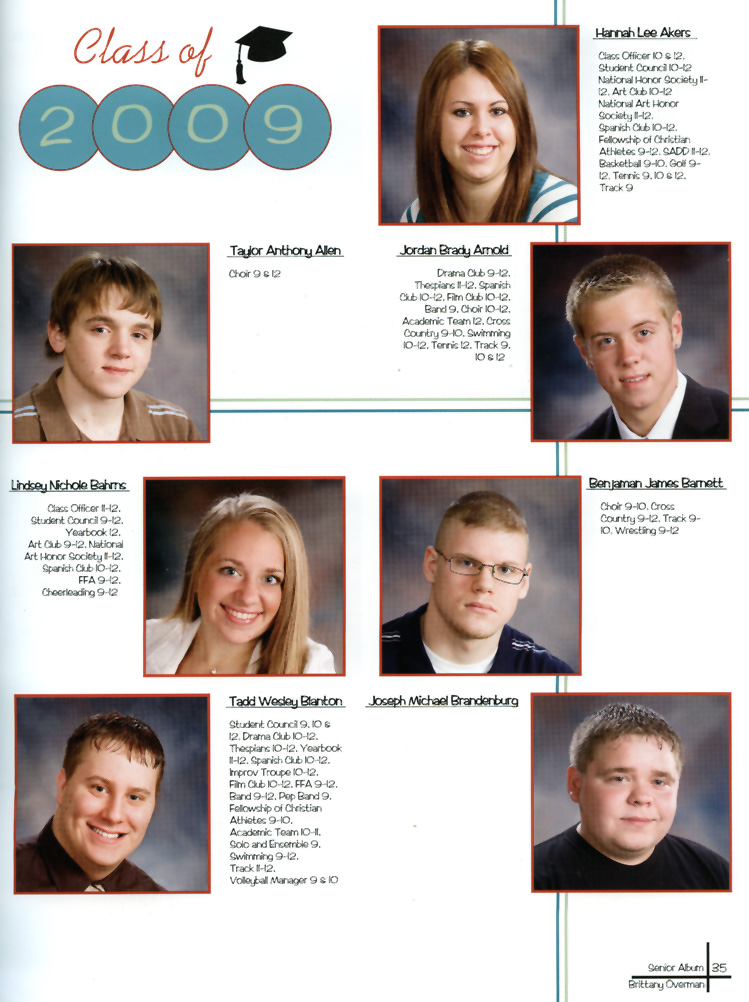 Class of
2009
Hannah Lee Akers
Class Officer 10 & 12,
Student Council 10-12
National Honor Society 11-
12, Art Club 10-12
National Art Honor
Society 11-12,
Spanish Club 10-12,
Fellowship of Christian
Athletes 9-12, SADD 11-12,
Basketball 9-10, Golf 9-
12, Tennis 9, 10 & 12,
Track 9
Taylor Anthony Allen
Choir 9 & 12
Jordan Brady Arnold
Drama Club 9-12,
Thespians 11-12, Spanish
Club 10-12, Film Club 10-12,
Band 9, Choir 10-12,
Academic Team 12, Cross
Country 9-10, Swimming
10-12, Tennis 12, Track 9,
10 & 12
Lindsey Nichole Bahrns
Class Officer 11-12,
Student Council 9-12,
Yearbook 12,
Art Club 9-12, National
Art Honor Society 11-12,
Spanish Club 10-12,
FFA 9-12,
Cheerleading 9-12
Benjaman James Barnett
Choir 9-10, Cross
Country 9-12, Track 9-
10, Wrestling 9-12
Tadd Wesley Blanton
Student Council 9, 10 &
12, Drama Club 10-12,
Thespians 10-12, Yearbook
11-12, Spanish Club 10-12,
Improv Troupe 10-12,
Film Club 10-12, FFA 9-12,
Band 9-12, Pep Band 9,
Fellowship of Christian
Athletes 9-10,
Academic Team 10-11,
Solo and Ensemble 9,
Swimming 9-12,
Track 11-12,
Volleyball Manager 9 & 10
Joseph Michael Brandenburg
Senior Album 35
Brittany Overman